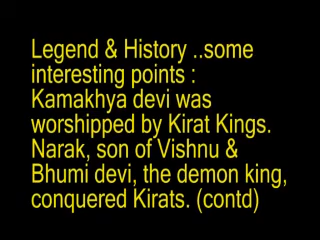 Legend & History ..some
interesting points :
Kamakhya devi was
worshipped by Kirat Kings.
Narak, son of Vishnu &
Bhumi devi, the demon king,
conquered Kirats. (contd)